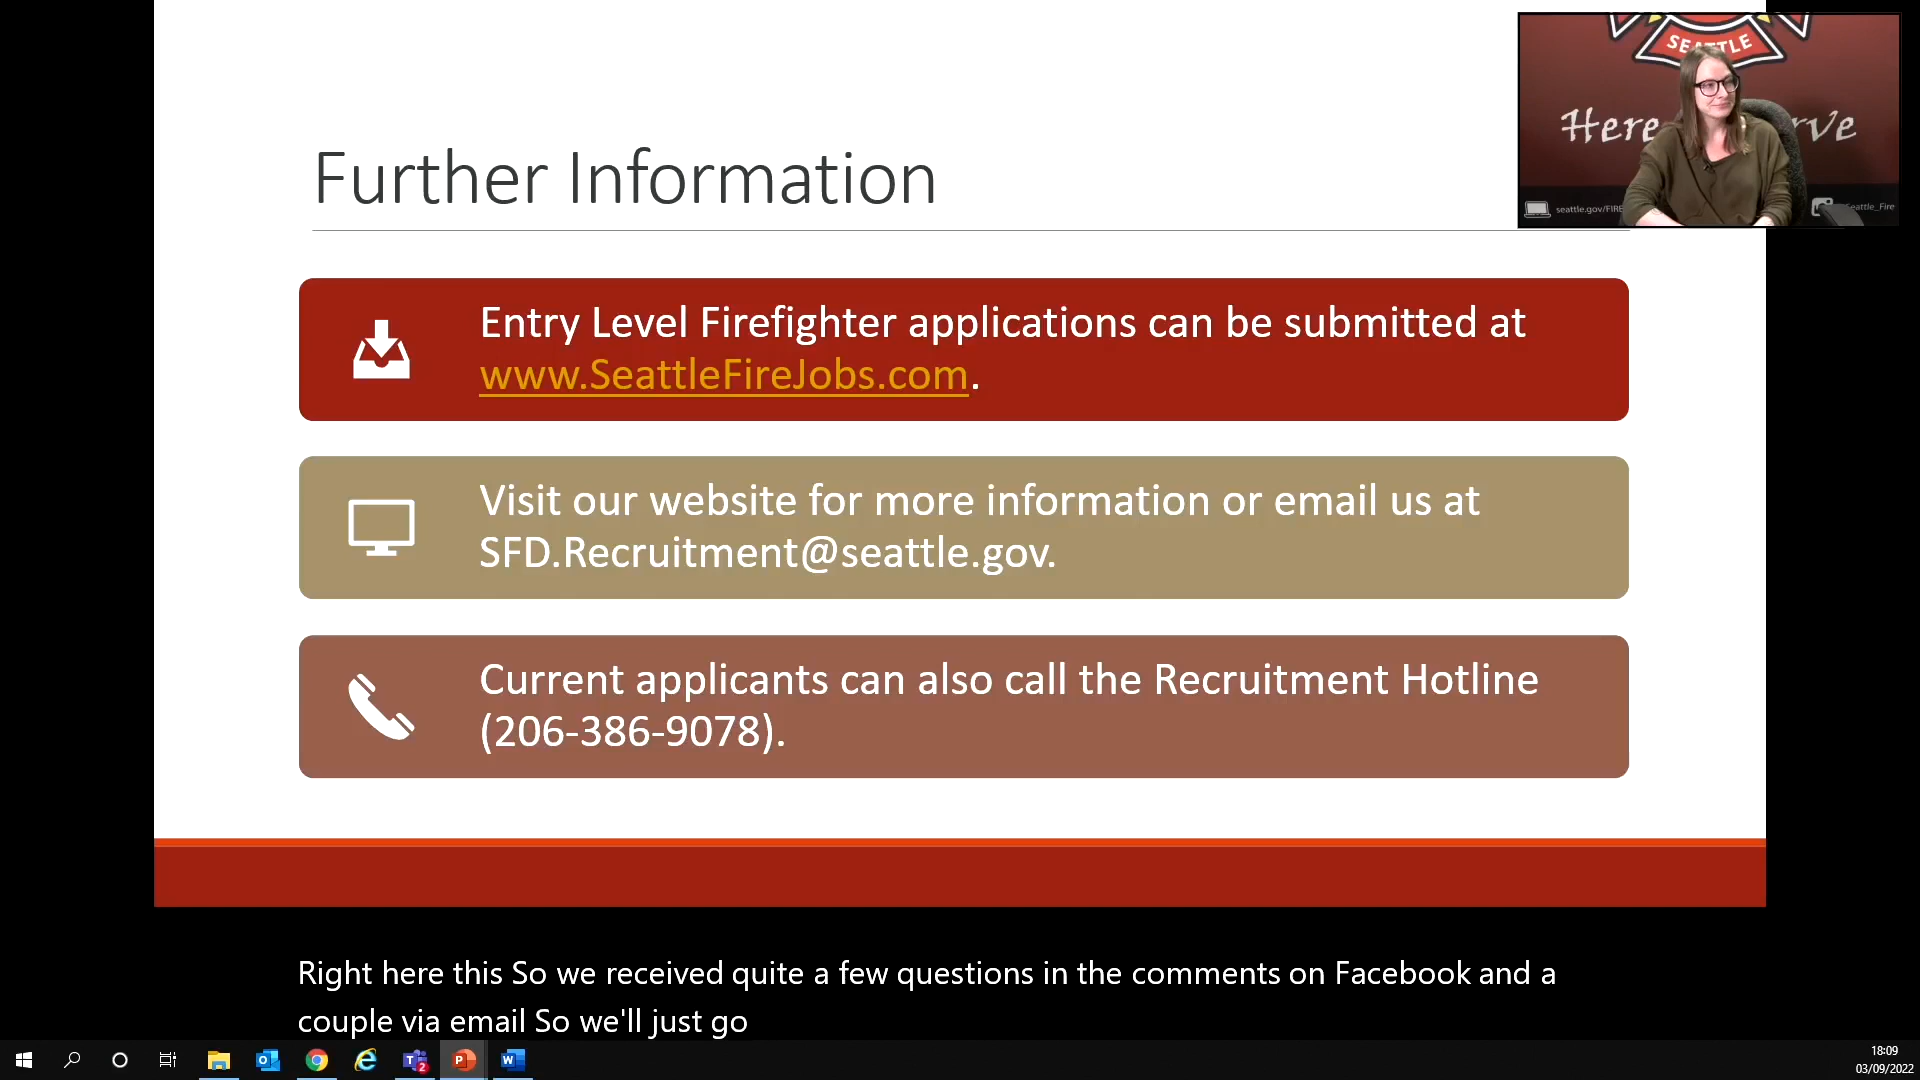 SEATTLE
Here
rve
seattle.gov/FIRE
Seattle_Fire
Further Information
Entry Level Firefighter applications can be submitted at
www.SeattleFireJobs.com.
Visit our website for more information or email us at
SFD.Recruitment@seattle.gov.
Current applicants can also call the Recruitment Hotline
(206-386-9078).
Right here this So we received quite a few questions in the comments on Facebook and a
couple via email So we'll just go
18:09
03/09/2022